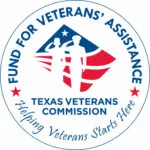 FUND FOR VETERANS' ASSISTANCE
TEXAS VETERANS
COMMISSION
Helping Veterans Starts Here